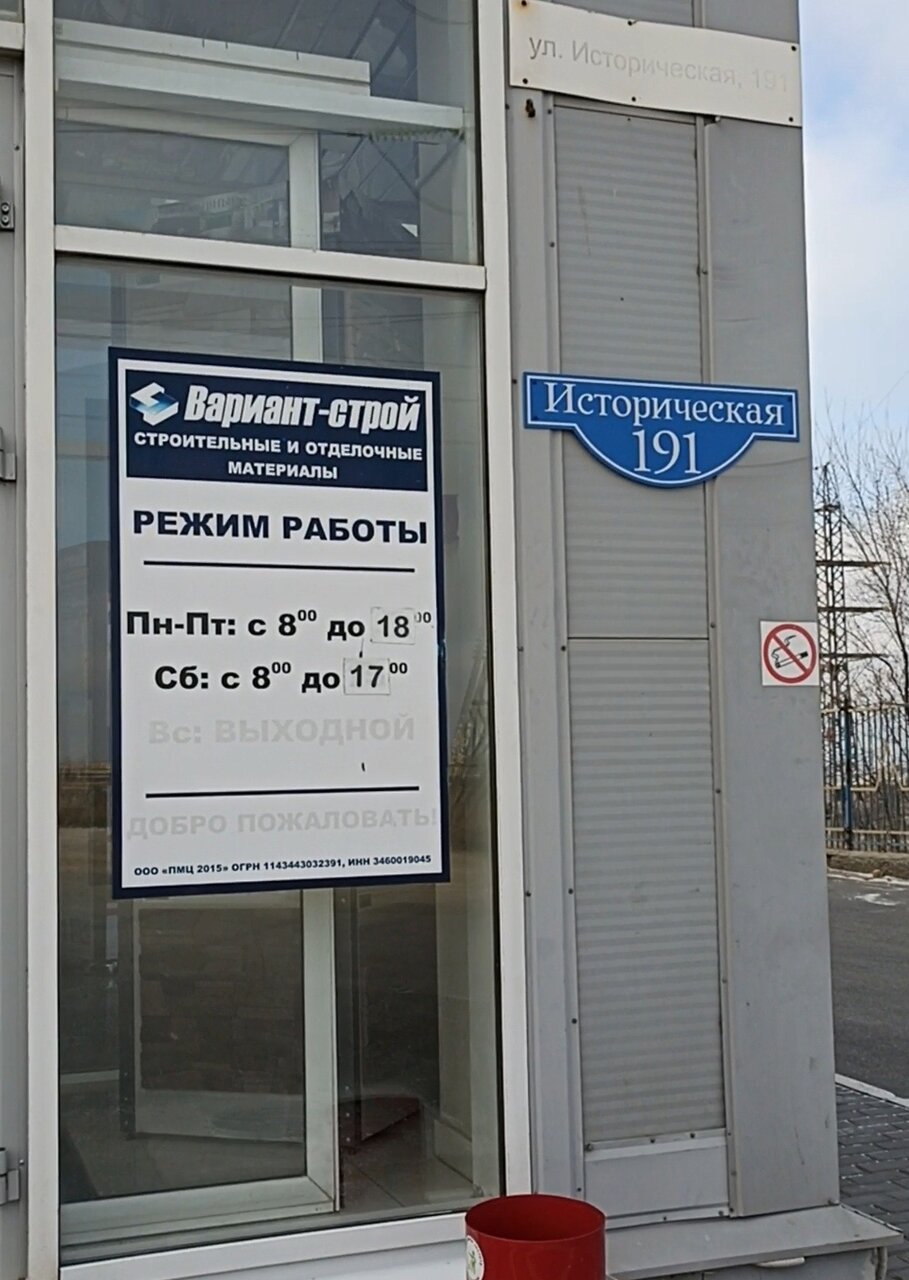 ул. Историческая, 191
Вариант-строй
СТРОИТЕЛЬНЫЕ И ОТДЕЛОЧНЫЕ
МАТЕРИАЛЫ
РЕЖИМ РАБОТЫ
Пн-Пт: с 8⁰⁰ до 18⁰⁰
Сб: с 8⁰⁰ до 17⁰⁰
Вс: ВЫХОДНОЙ
ДОБРО ПОЖАЛОВАТЬ!
ООО «ПМЦ 2015» ОГРН 1143443032391, ИНН 3460019045
Историческая
191